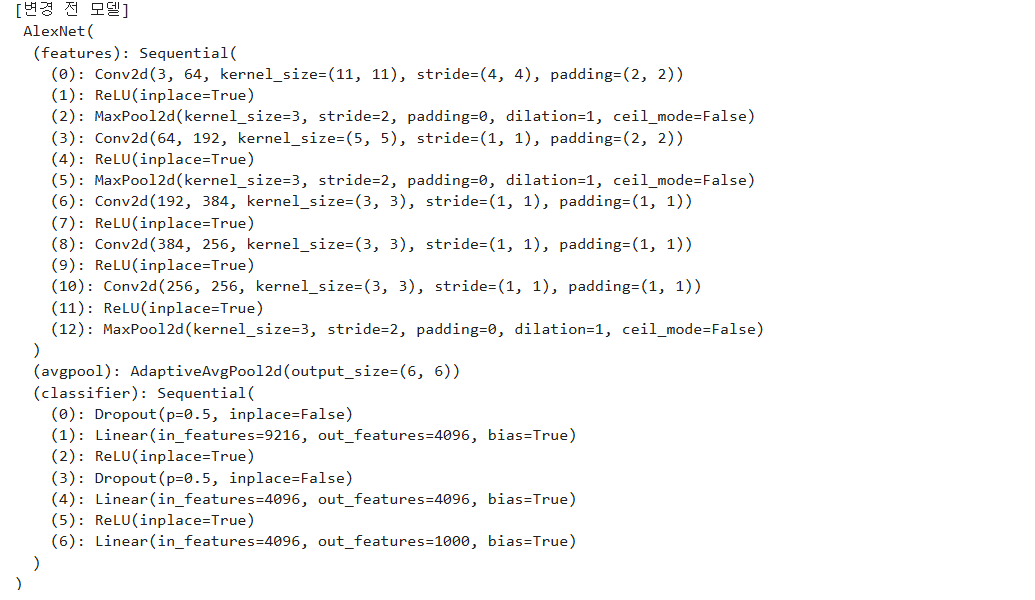 [변경 전 모델]
AlexNet(
  (features): Sequential(
    (0): Conv2d(3, 64, kernel_size=(11, 11), stride=(4, 4), padding=(2, 2))
    (1): ReLU(inplace=True)
    (2): MaxPool2d(kernel_size=3, stride=2, padding=0, dilation=1, ceil_mode=False)
    (3): Conv2d(64, 192, kernel_size=(5, 5), stride=(1, 1), padding=(2, 2))
    (4): ReLU(inplace=True)
    (5): MaxPool2d(kernel_size=3, stride=2, padding=0, dilation=1, ceil_mode=False)
    (6): Conv2d(192, 384, kernel_size=(3, 3), stride=(1, 1), padding=(1, 1))
    (7): ReLU(inplace=True)
    (8): Conv2d(384, 256, kernel_size=(3, 3), stride=(1, 1), padding=(1, 1))
    (9): ReLU(inplace=True)
    (10): Conv2d(256, 256, kernel_size=(3, 3), stride=(1, 1), padding=(1, 1))
    (11): ReLU(inplace=True)
    (12): MaxPool2d(kernel_size=3, stride=2, padding=0, dilation=1, ceil_mode=False)
  )
  (avgpool): AdaptiveAvgPool2d(output_size=(6, 6))
  (classifier): Sequential(
    (0): Dropout(p=0.5, inplace=False)
    (1): Linear(in_features=9216, out_features=4096, bias=True)
    (2): ReLU(inplace=True)
    (3): Dropout(p=0.5, inplace=False)
    (4): Linear(in_features=4096, out_features=4096, bias=True)
    (5): ReLU(inplace=True)
    (6): Linear(in_features=4096, out_features=1000, bias=True)
  )
)